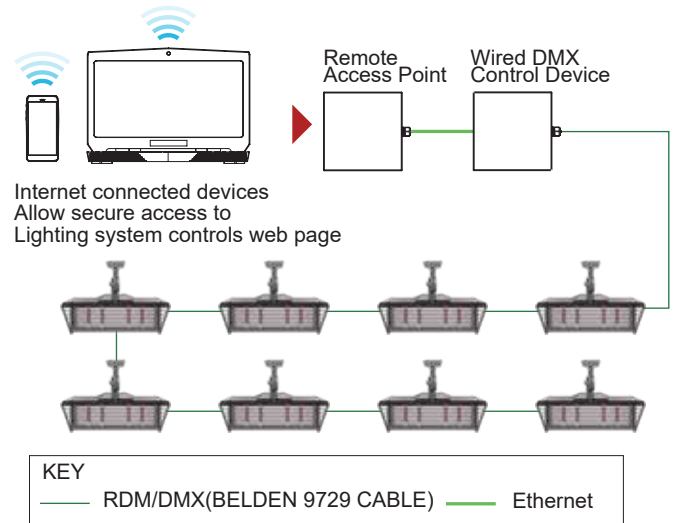 Remote
Access Point
Wired DMX
Control Device
Internet connected devices
Allow secure access to
Lighting system controls web page
KEY
RDM/DMX(BELDEN 9729 CABLE)
Ethernet